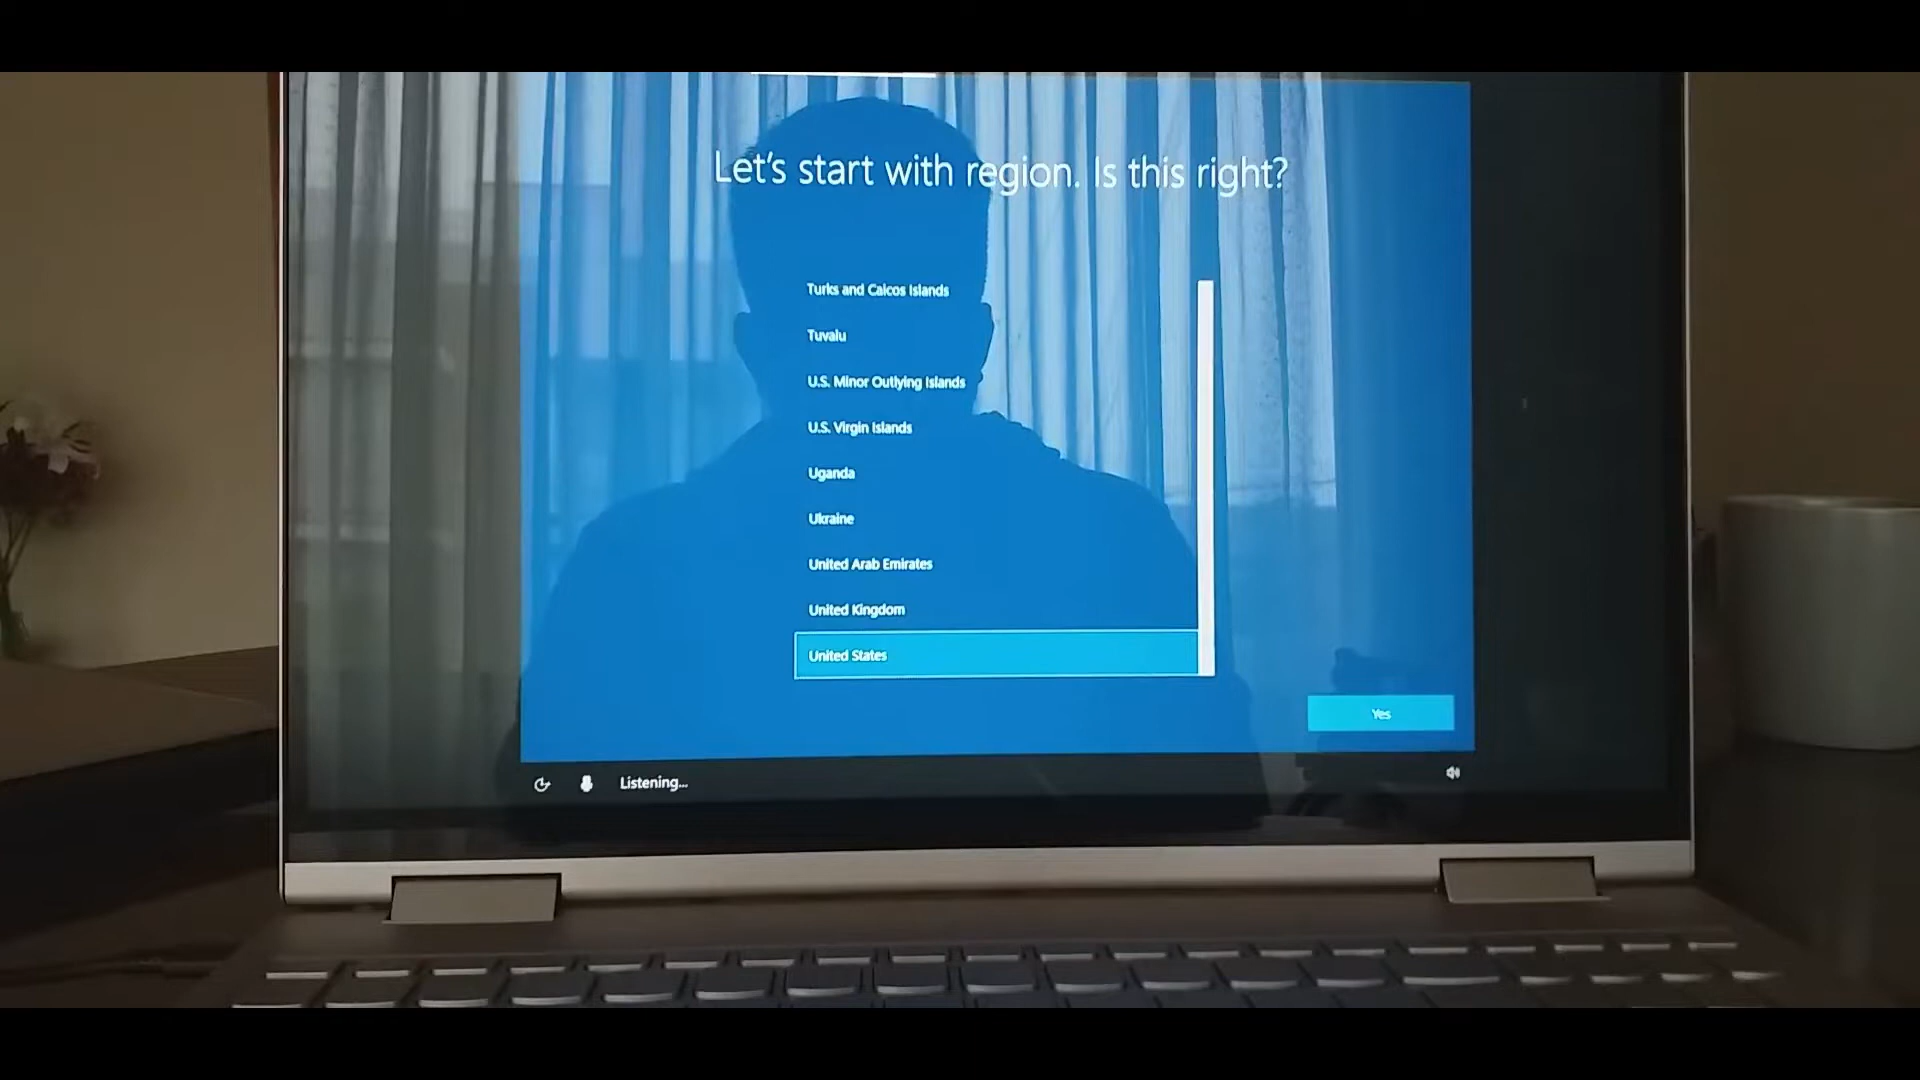 Let's start with region. Is this right?
Turks and Caicos Islands
Tuvalu
U.S. Minor Outlying Islands
U.S. Virgin Islands
Uganda
Ukraine
United Arab Emirates
United Kingdom
United States
Yes
Listening...